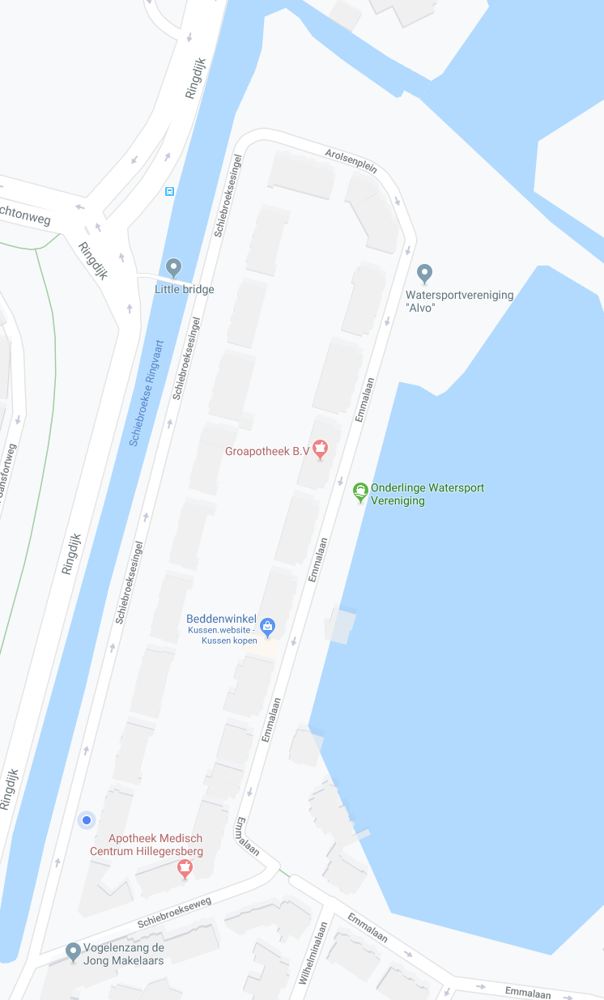 Ringdijk
Arolsenplein
Schiebroeksesingel
chtonweg
Ringdijk
Little bridge
Watersportvereniging
"Alvo"
Schiebroeksesingel
Schiebroekse Ringvaart
Emmalaan
Groapotheek B.V
Onderlinge Watersport
Vereniging
Sansfortweg
Ringdijk
Schiebroeksesingel
Emmalaan
Beddenwinkel
Kussen.website -
Kussen kopen
Emmalaan
Ringdijk
Emmalaan
Apotheek Medisch
Centrum Hillegersberg
Schiebroekseweg
Emmalaan
Wilhelminalaan
Vogelenzang de
Jong Makelaars
Emmalaan